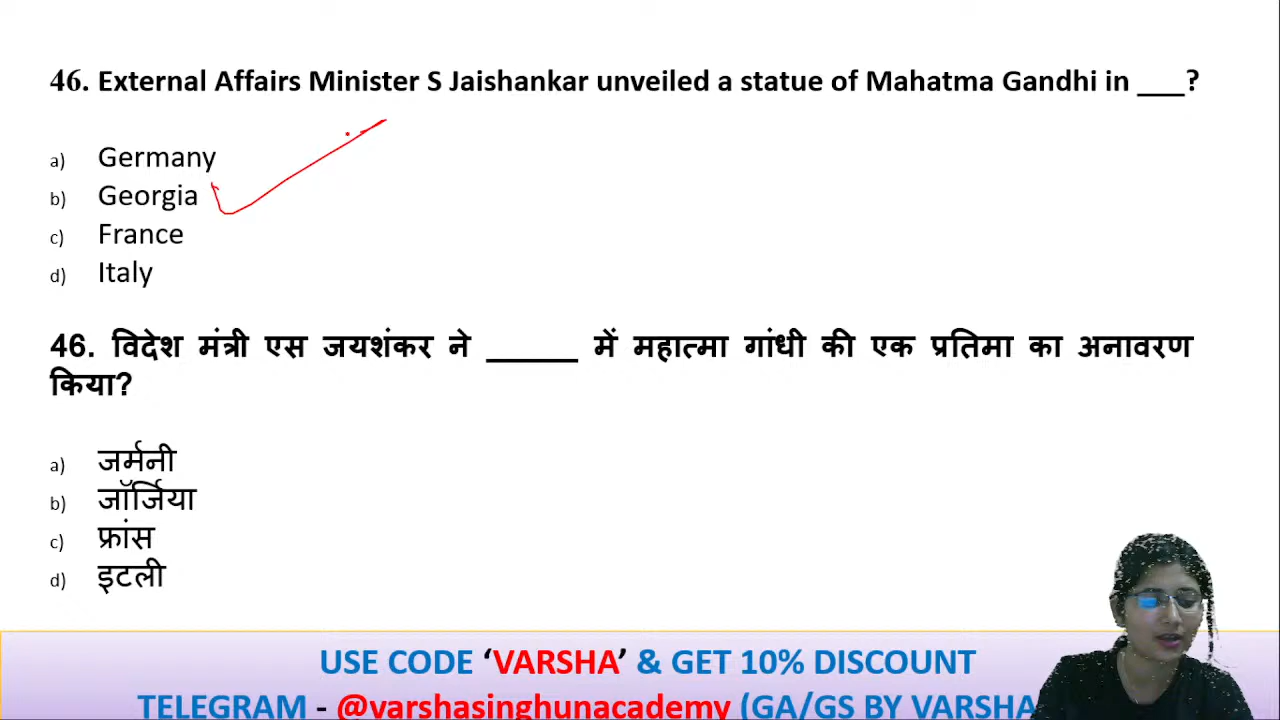 46. External Affairs Minister S Jaishankar unveiled a statue of Mahatma Gandhi in ___?
a) Germany
b) Georgia
c) France
d) Italy
46. विदेश मंत्री एस जयशंकर ने ______ में महात्मा गांधी की एक प्रतिमा का अनावरण
किया?
a) जर्मनी
b) जॉर्जिया
c) फ्रांस
d) इटली
USE CODE ‘VARSHA’ & GET 10% DISCOUNT
TELEGRAM - @varshasinghunacademy (GA/GS BY VARSHA